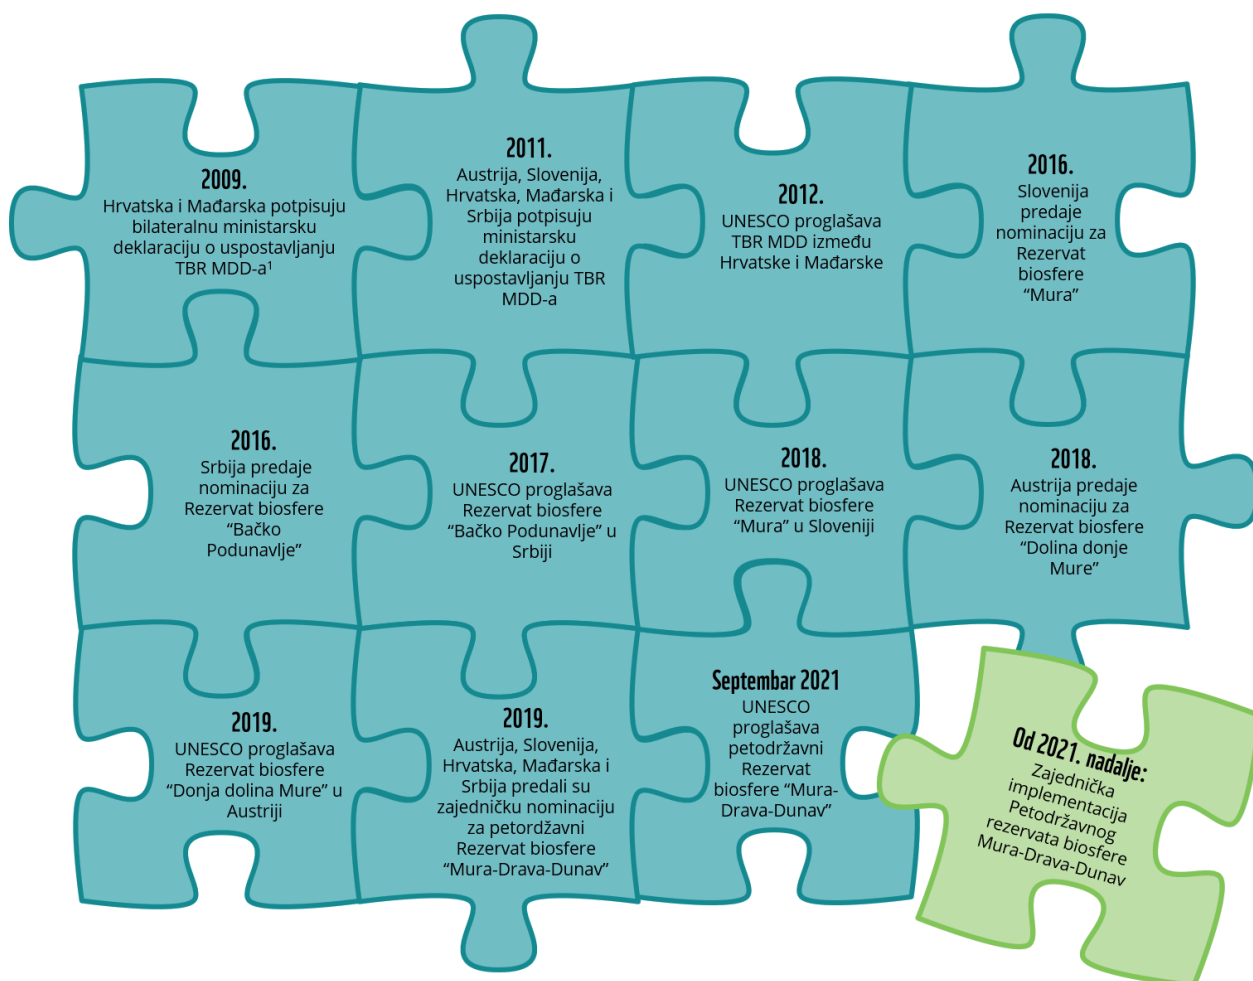 2009.
Hrvatska i Mađarska potpisuju
bilateralnu ministarsku
deklaraciju o uspostavljanju
TBR MDD-a¹
2011.
Austrija, Slovenija,
Hrvatska, Mađarska i
Srbija potpisuju
ministarsku
deklaraciju o
uspostavljanju TBR
MDD-a
2012.
UNESCO proglašava
TBR MDD između
Hrvatske i Mađarske
2016.
Slovenija
predaje
nominaciju za
Rezervat
biosfere
“Mura”
2016.
Srbija predaje
nominaciju za
Rezervat biosfere
“Bačko
Podunavlje”
2017.
UNESCO proglašava
Rezervat biosfere
“Bačko Podunavlje” u
Srbiji
2018.
UNESCO proglašava
Rezervat biosfere
“Mura” u Sloveniji
2018.
Austrija predaje
nominaciju za
Rezervat biosfere
“Dolina donje
Mure”
2019.
UNESCO proglašava
Rezervat biosfere
“Donja dolina Mure” u
Austriji
2019.
Austrija, Slovenija,
Hrvatska, Mađarska i
Srbija predali su
zajedničku nominaciju
za petordžavni
Rezervat biosfere
“Mura-Drava-Dunav”
Septembar 2021
UNESCO
proglašava
petodržavni
Rezervat
biosfere “Mura-
Drava-Dunav”
Od 2021. nadalje:
Zajednička
implementacija
Petodržavnog
rezervata biosfere
Mura-Drava-Dunav